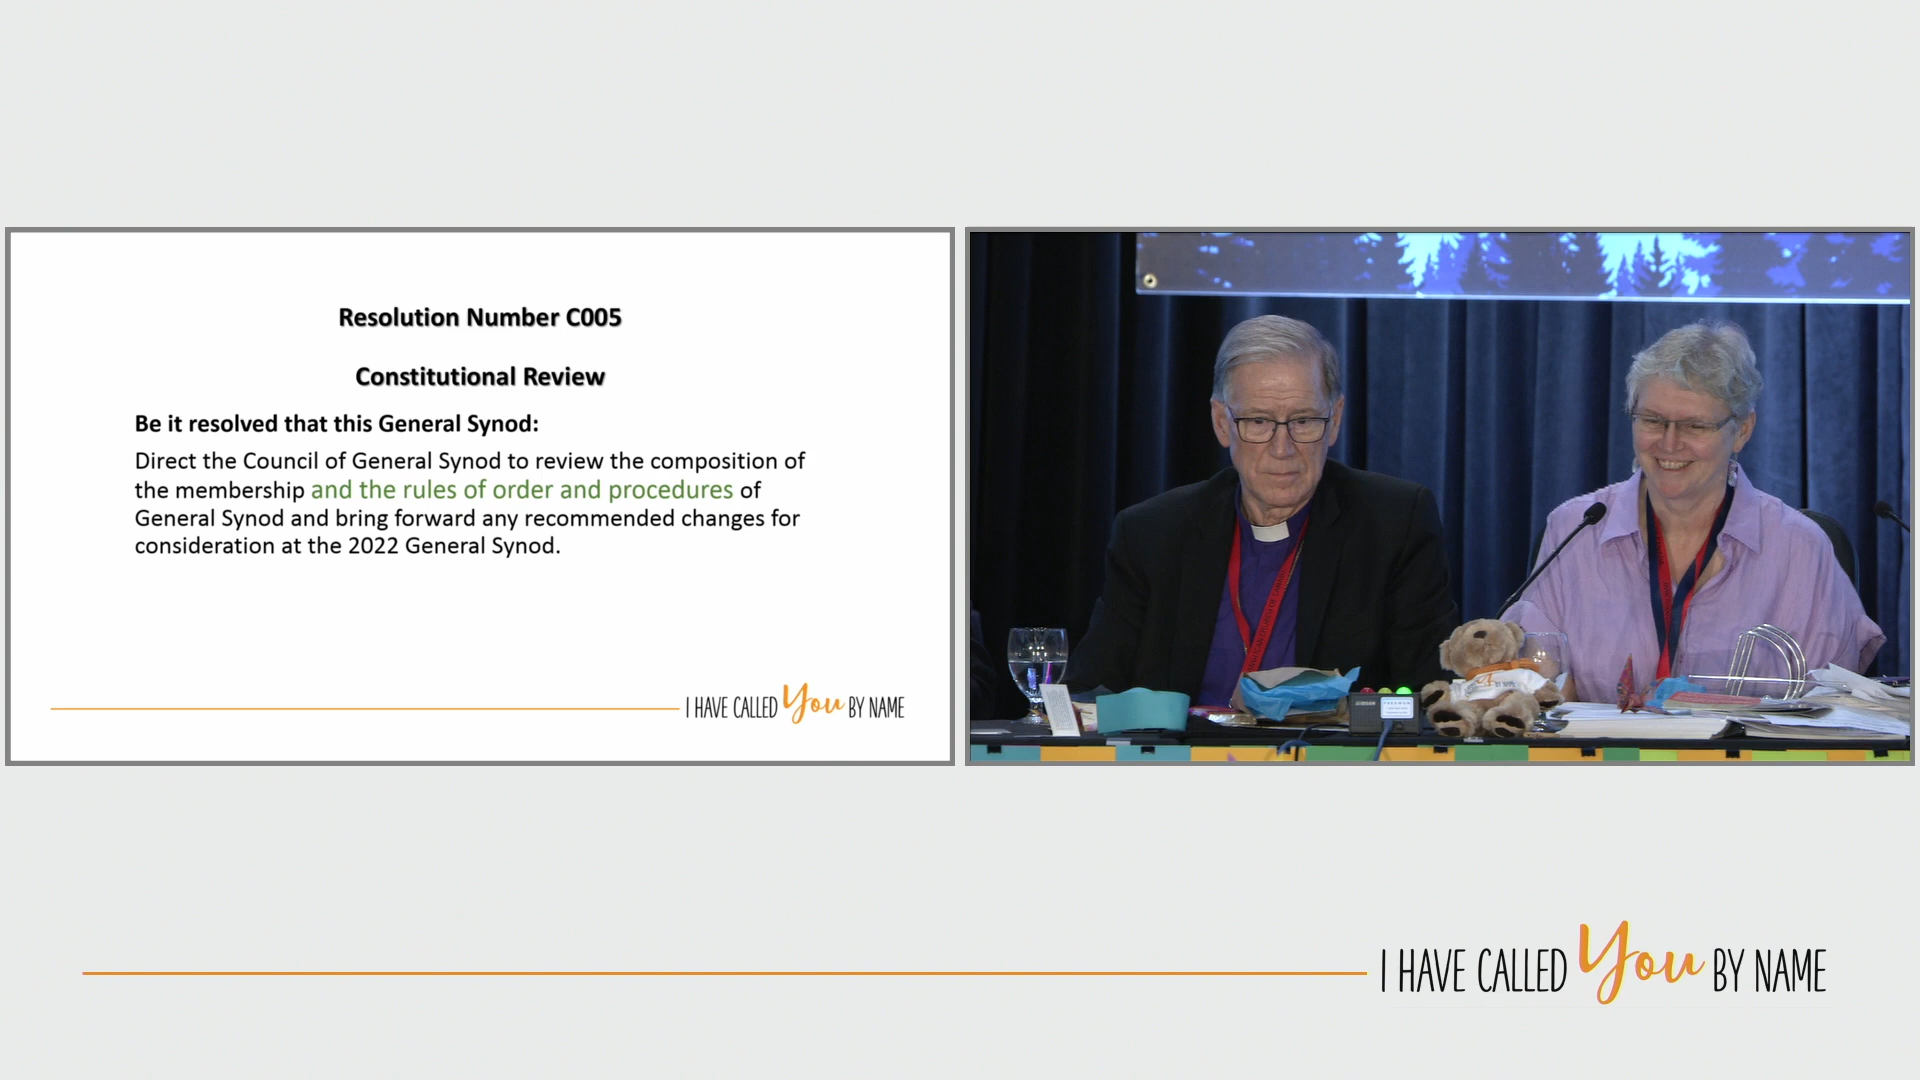 Resolution Number C005
Constitutional Review
Be it resolved that this General Synod:
Direct the Council of General Synod to review the composition of
the membership and the rules of order and procedures of
General Synod and bring forward any recommended changes for
consideration at the 2022 General Synod.
I HAVE CALLED You BY NAME
I HAVE CALLED You BY NAME